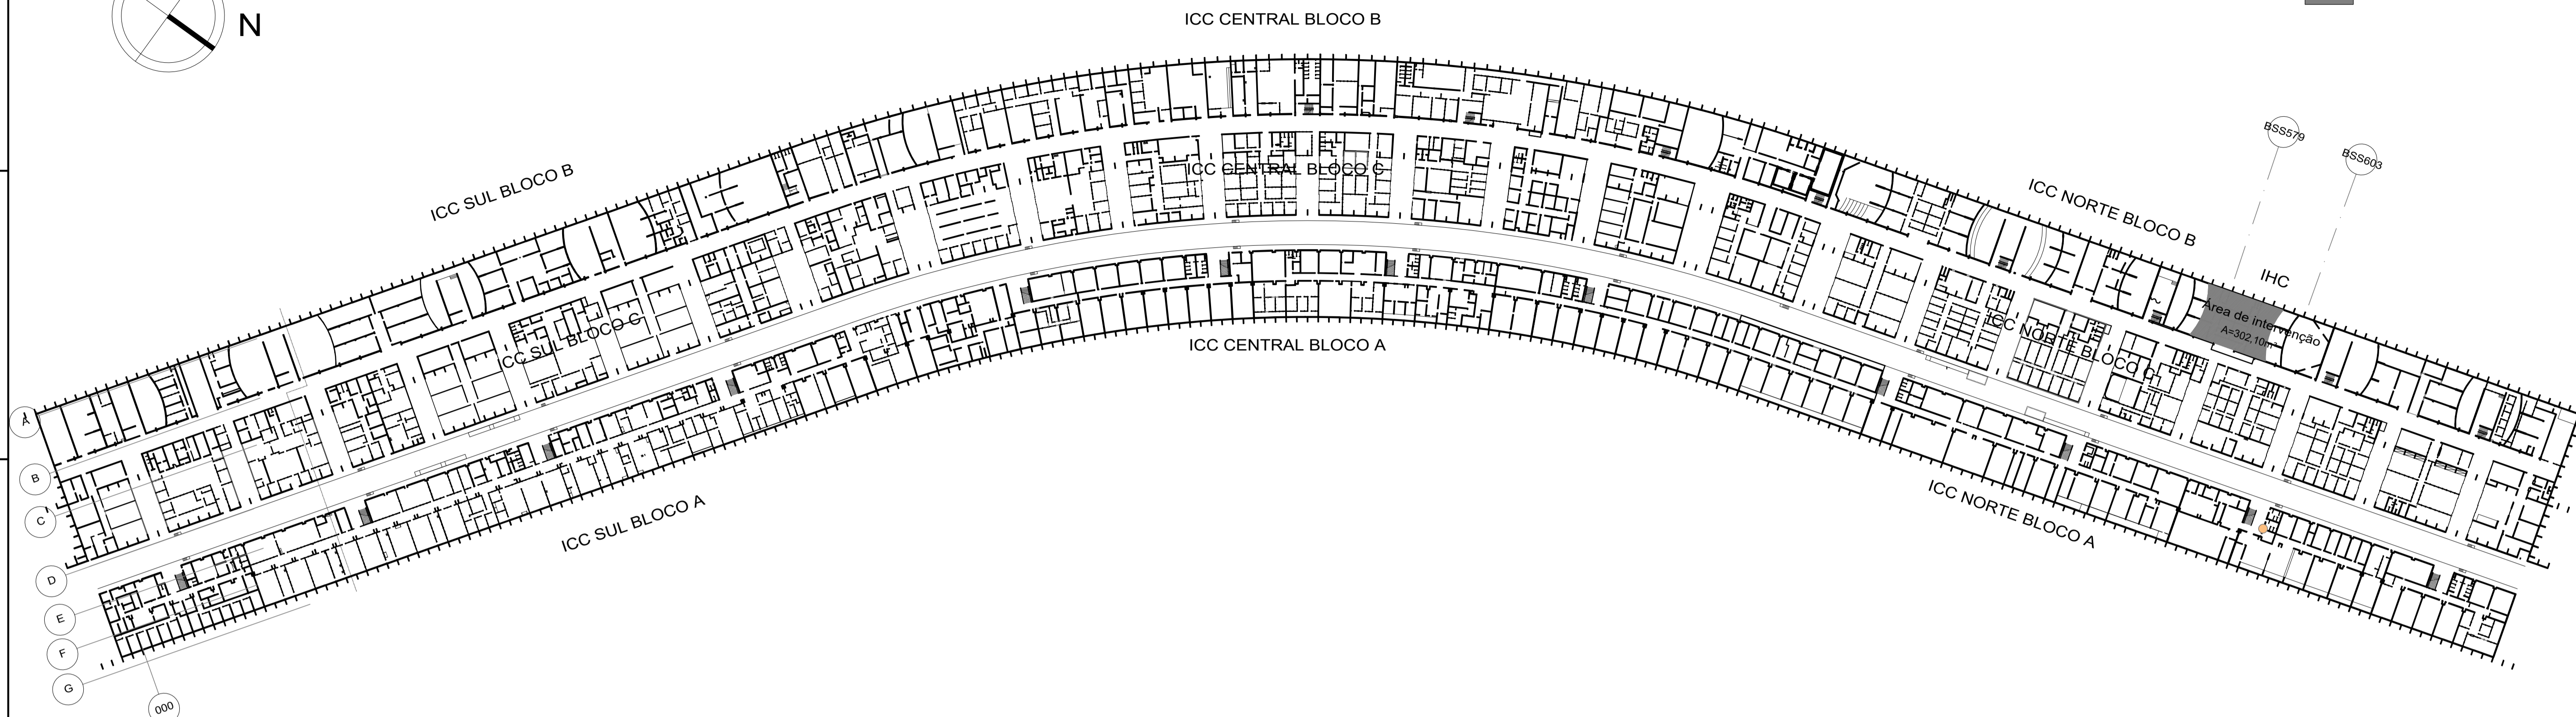 N
ICC CENTRAL BLOCO B
ICC SUL BLOCO B
ICC CENTRAL BLOCO C
ICC NORTE BLOCO B
BSS579
BSS603
IHC
Área de intervenção
A=302,10m²
ICC SUL BLOCO C
ICC NORTE BLOCO C
ICC CENTRAL BLOCO A
ICC SUL BLOCO A
ICC NORTE BLOCO A
A
B
C
D
E
F
G
000